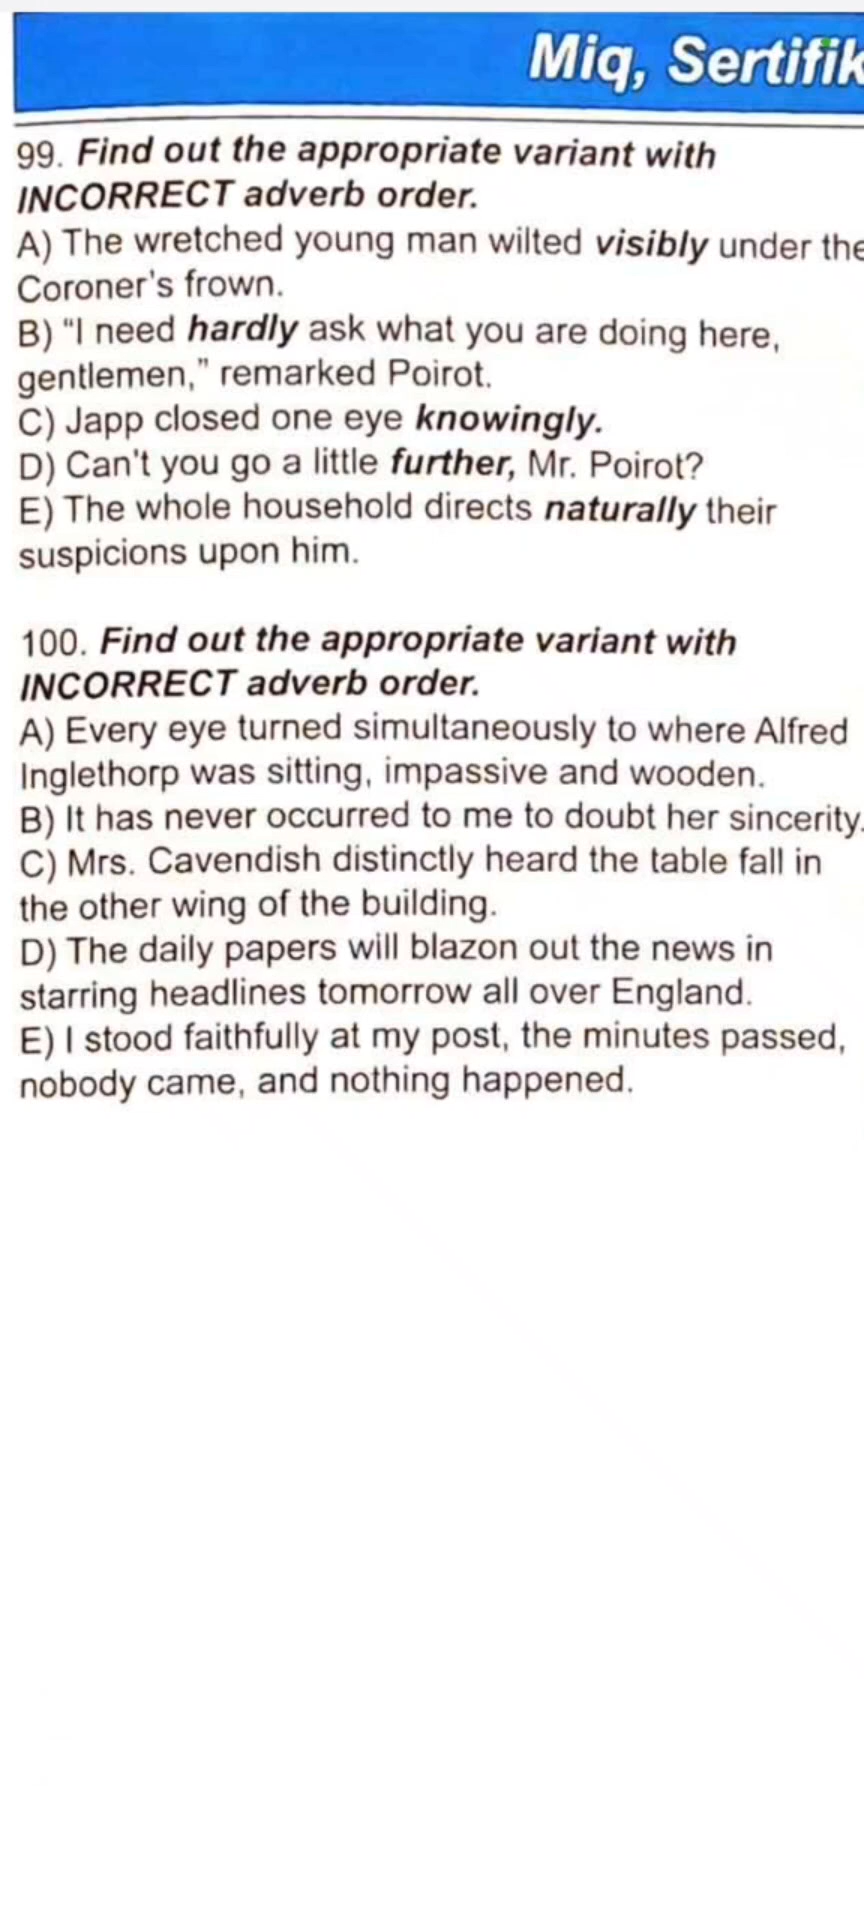 Miq, Sertifik
99. Find out the appropriate variant with
INCORRECT adverb order.
A) The wretched young man wilted visibly under the
Coroner's frown.
B) "I need hardly ask what you are doing here,
gentlemen," remarked Poirot.
C) Japp closed one eye knowingly.
D) Can't you go a little further, Mr. Poirot?
E) The whole household directs naturally their
suspicions upon him.
100. Find out the appropriate variant with
INCORRECT adverb order.
A) Every eye turned simultaneously to where Alfred
Inglethorp was sitting, impassive and wooden.
B) It has never occurred to me to doubt her sincerity.
C) Mrs. Cavendish distinctly heard the table fall in
the other wing of the building.
D) The daily papers will blazon out the news in
starring headlines tomorrow all over England.
E) I stood faithfully at my post, the minutes passed,
nobody came, and nothing happened.